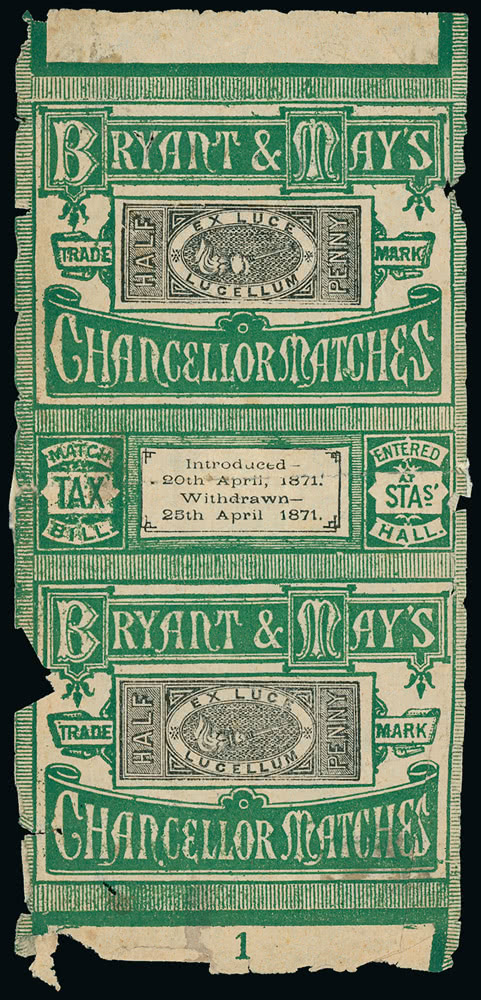 BRYANT & MAY'S
TRADE HALF EX LUCE LUCELLUM PENNY MARK
CHANCELLOR MATCHES
MATCH TAX BILL.
Introduced-
20th April, 1871.
Withdrawn-
25th April 1871.
ENTERED AT STAS' HALL.
BRYANT & MAY'S
TRADE HALF EX LUCE LUCELLUM PENNY MARK
CHANCELLOR MATCHES
1